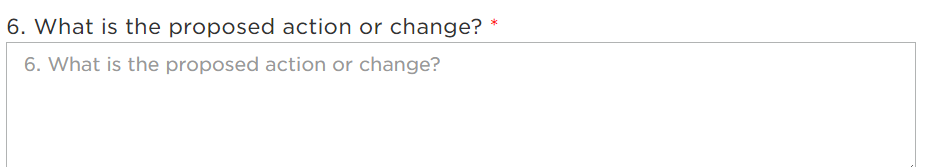 6. What is the proposed action or change? *
6. What is the proposed action or change?